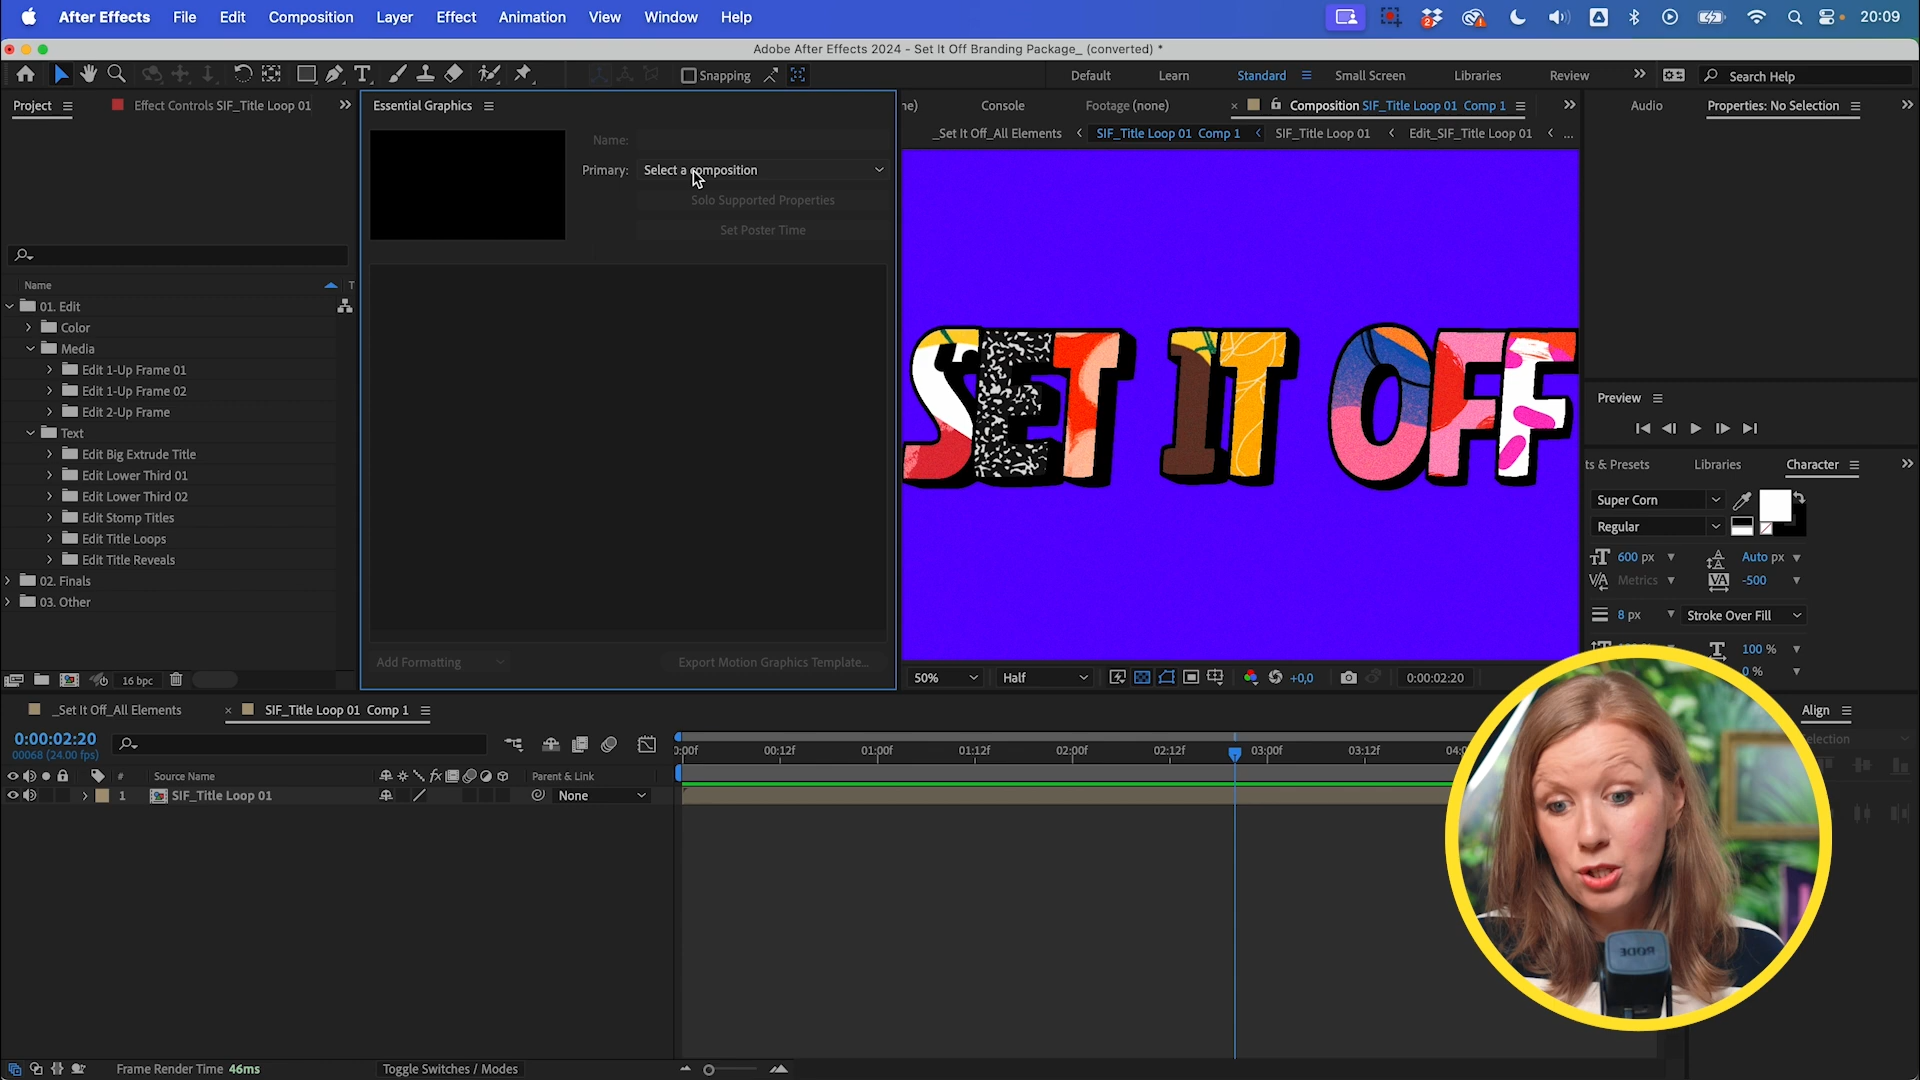 After Effects File Edit Composition Layer Effect Animation View Window Help 2 20:09
Adobe After Effects 2024 - Set It Off Branding Package_ (converted) *
Snapping Default Learn Standard Small Screen Libraries Review Search Help
Project Effect Controls SIF_Title Loop 01
Essential Graphics
Name:
Primary: Select a composition
Solo Supported Properties
Set Poster Time
Add Formatting
Export Motion Graphics Template...
ne) Console Footage (none) Composition SIF_Title Loop 01 Comp 1
_Set It Off_All Elements SIF_Title Loop 01 Comp 1 SIF_Title Loop 01 Edit_SIF_Title Loop 01 ...
SET IT OFF
50% Half +0,0 0:00:02:20
Audio Properties: No Selection
Preview
ts & Presets Libraries Character
Super Corn
Regular
600 px Auto px
Metrics -500
8 px Stroke Over Fill
100 %
0 %
Align
election
Name T
01. Edit
Color
Media
Edit 1-Up Frame 01
Edit 1-Up Frame 02
Edit 2-Up Frame
Text
Edit Big Extrude Title
Edit Lower Third 01
Edit Lower Third 02
Edit Stomp Titles
Edit Title Loops
Edit Title Reveals
02. Finals
03. Other
16 bpc
_Set It Off_All Elements SIF_Title Loop 01 Comp 1
0:00:02:20
00068 (24.00 fps)
0:00f 00:12f 01:00f 01:12f 02:00f 02:12f 03:00f 03:12f 04:0
# Source Name fx Parent & Link
1 SIF_Title Loop 01 None
RODE
Frame Render Time 46ms Toggle Switches / Modes